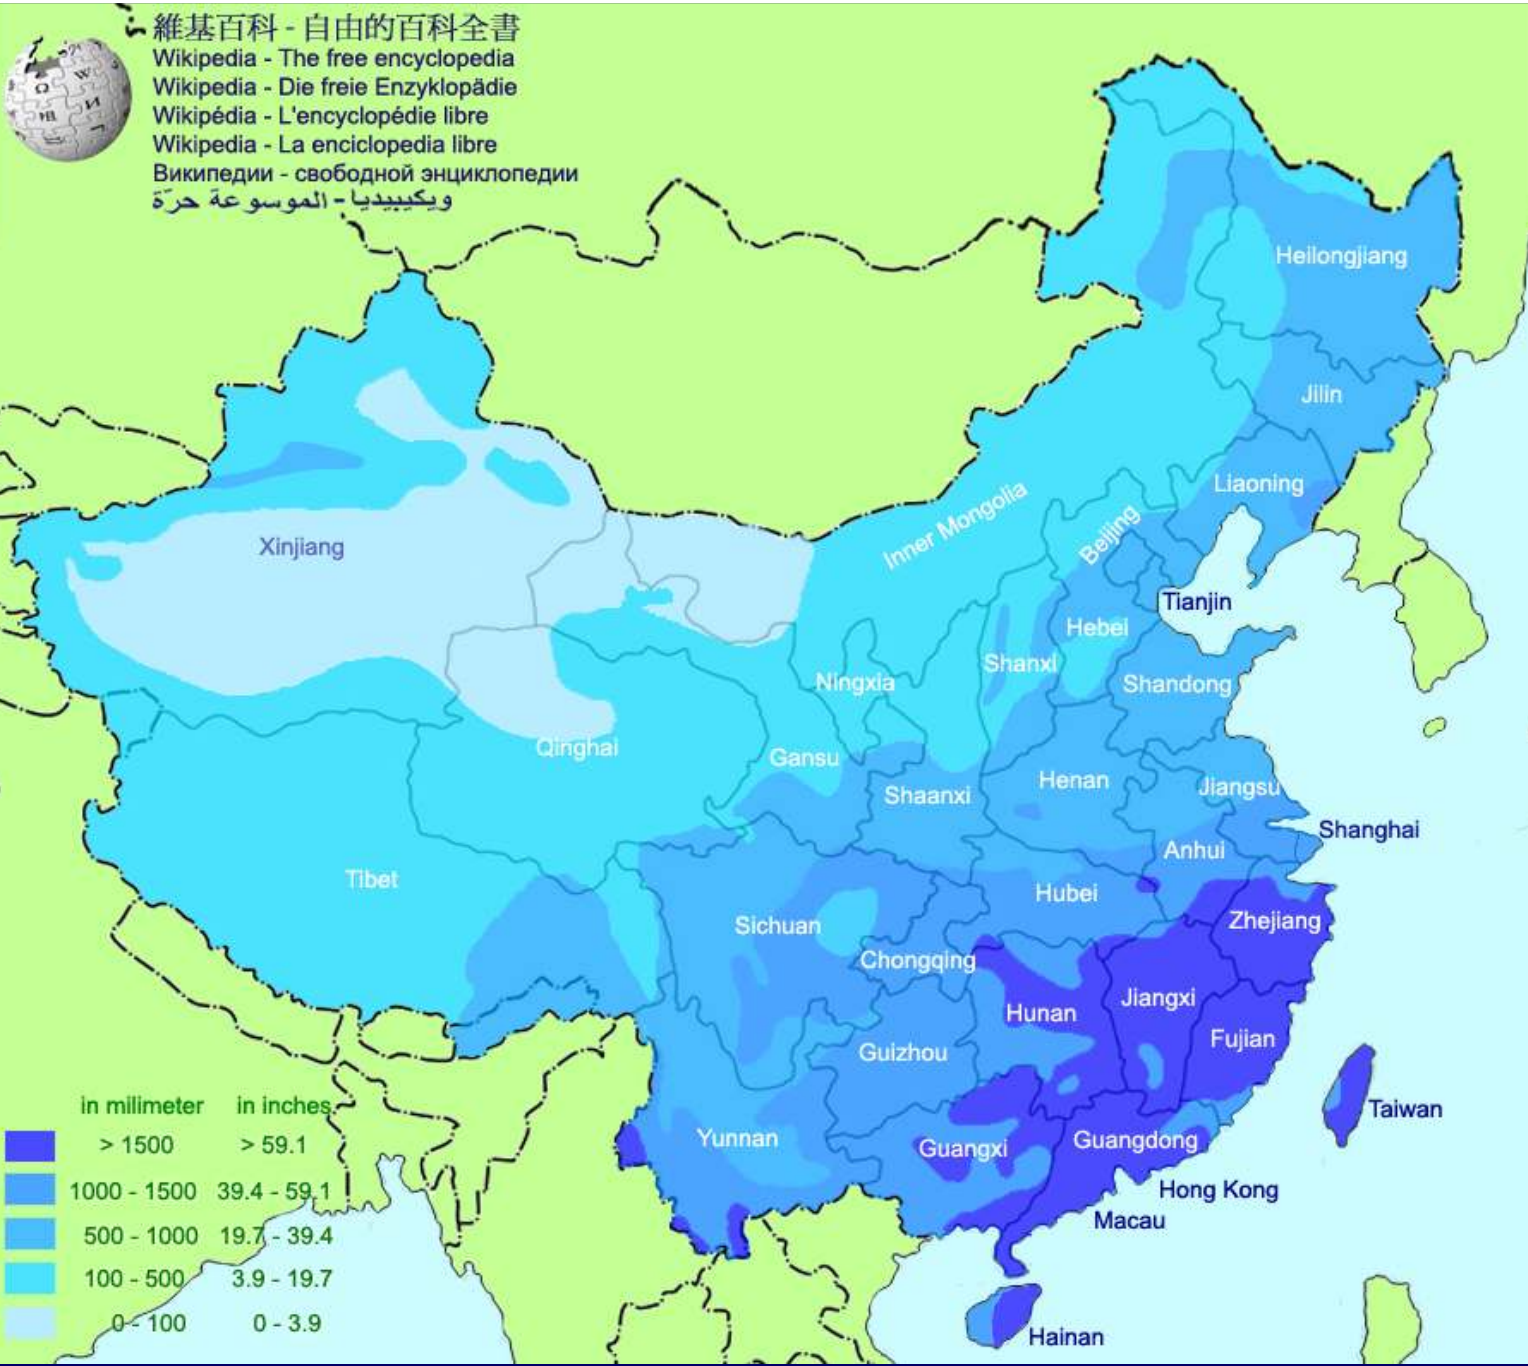 維基百科 - 自由的百科全書
Wikipedia - The free encyclopedia
Wikipedia - Die freie Enzyklopädie
Wikipédia - L'encyclopédie libre
Wikipedia - La enciclopedia libre
Википедии - свободной энциклопедии
ويكيبيديا - الموسوعة حرّة
Heilongjiang
Jilin
Liaoning
Inner Mongolia
Beijing
Xinjiang
Tianjin
Hebei
Shanxi
Ningxia
Shandong
Qinghai
Gansu
Shaanxi
Henan
Jiangsu
Shanghai
Anhui
Tibet
Hubei
Sichuan
Zhejiang
Chongqing
Hunan
Jiangxi
Fujian
Guizhou
Taiwan
Yunnan
Guangxi
Guangdong
Hong Kong
Macau
Hainan
in milimeter in inches
> 1500 > 59.1
1000 - 1500 39.4 - 59.1
500 - 1000 19.7 - 39.4
100 - 500 3.9 - 19.7
0 - 100 0 - 3.9